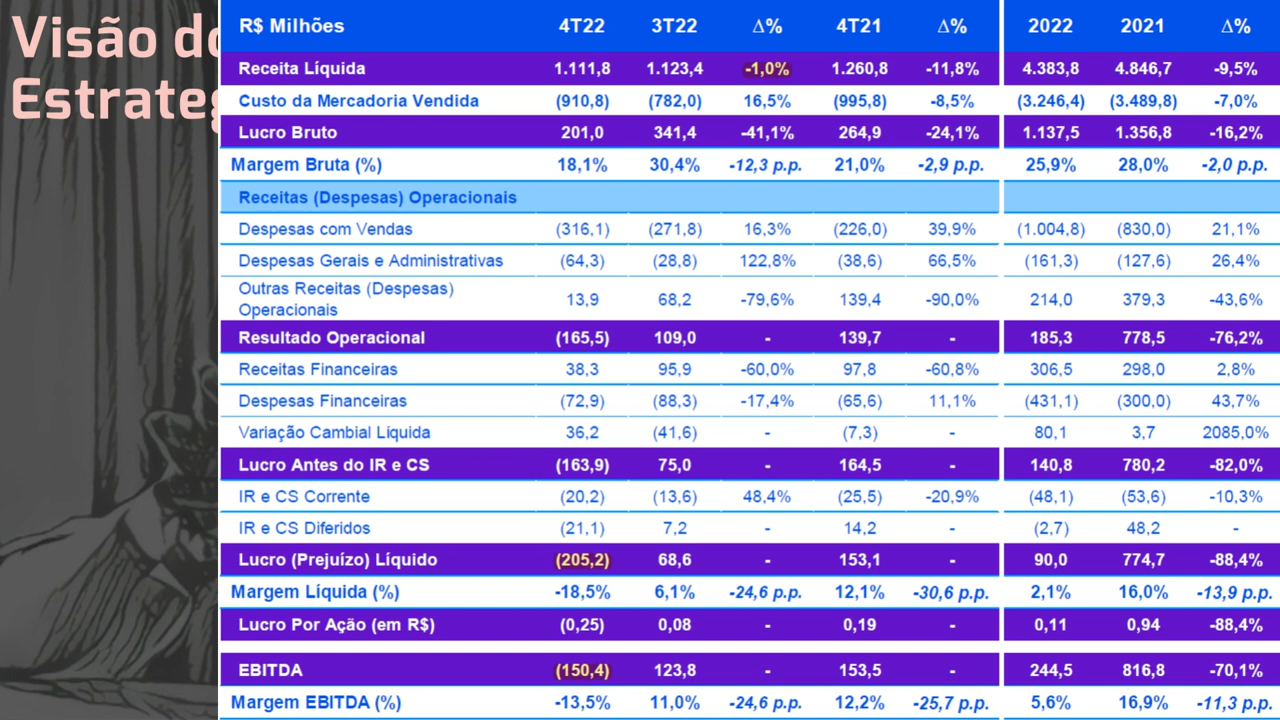 Visão do
Estrateg
R$ Milhões 4T22 3T22 Δ% 4T21 Δ% 2022 2021 Δ%
Receita Líquida 1.111,8 1.123,4 -1,0% 1.260,8 -11,8% 4.383,8 4.846,7 -9,5%
Custo da Mercadoria Vendida (910,8) (782,0) 16,5% (995,8) -8,5% (3.246,4) (3.489,8) -7,0%
Lucro Bruto 201,0 341,4 -41,1% 264,9 -24,1% 1.137,5 1.356,8 -16,2%
Margem Bruta (%) 18,1% 30,4% -12,3 p.p. 21,0% -2,9 p.p. 25,9% 28,0% -2,0 p.p.
Receitas (Despesas) Operacionais
Despesas com Vendas (316,1) (271,8) 16,3% (226,0) 39,9% (1.004,8) (830,0) 21,1%
Despesas Gerais e Administrativas (64,3) (28,8) 122,8% (38,6) 66,5% (161,3) (127,6) 26,4%
Outras Receitas (Despesas)
Operacionais 13,9 68,2 -79,6% 139,4 -90,0% 214,0 379,3 -43,6%
Resultado Operacional (165,5) 109,0 - 139,7 - 185,3 778,5 -76,2%
Receitas Financeiras 38,3 95,9 -60,0% 97,8 -60,8% 306,5 298,0 2,8%
Despesas Financeiras (72,9) (88,3) -17,4% (65,6) 11,1% (431,1) (300,0) 43,7%
Variação Cambial Líquida 36,2 (41,6) - (7,3) - 80,1 3,7 2085,0%
Lucro Antes do IR e CS (163,9) 75,0 - 164,5 - 140,8 780,2 -82,0%
IR e CS Corrente (20,2) (13,6) 48,4% (25,5) -20,9% (48,1) (53,6) -10,3%
IR e CS Diferidos (21,1) 7,2 - 14,2 - (2,7) 48,2 -
Lucro (Prejuízo) Líquido (205,2) 68,6 - 153,1 - 90,0 774,7 -88,4%
Margem Líquida (%) -18,5% 6,1% -24,6 p.p. 12,1% -30,6 p.p. 2,1% 16,0% -13,9 p.p.
Lucro Por Ação (em R$) (0,25) 0,08 - 0,19 - 0,11 0,94 -88,4%
EBITDA (150,4) 123,8 - 153,5 - 244,5 816,8 -70,1%
Margem EBITDA (%) -13,5% 11,0% -24,6 p.p. 12,2% -25,7 p.p. 5,6% 16,9% -11,3 p.p.